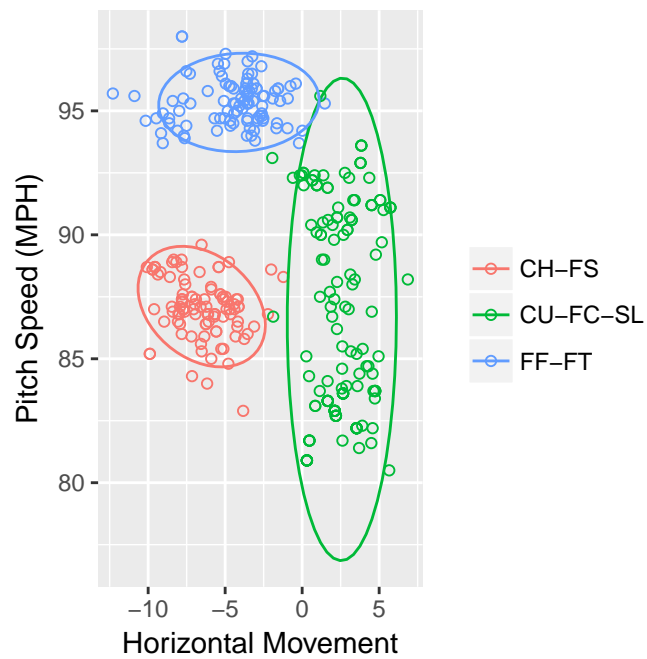 95
90
85
80
−10 −5 0 5
Horizontal Movement
Pitch Speed (MPH)
CH−FS
CU−FC−SL
FF−FT